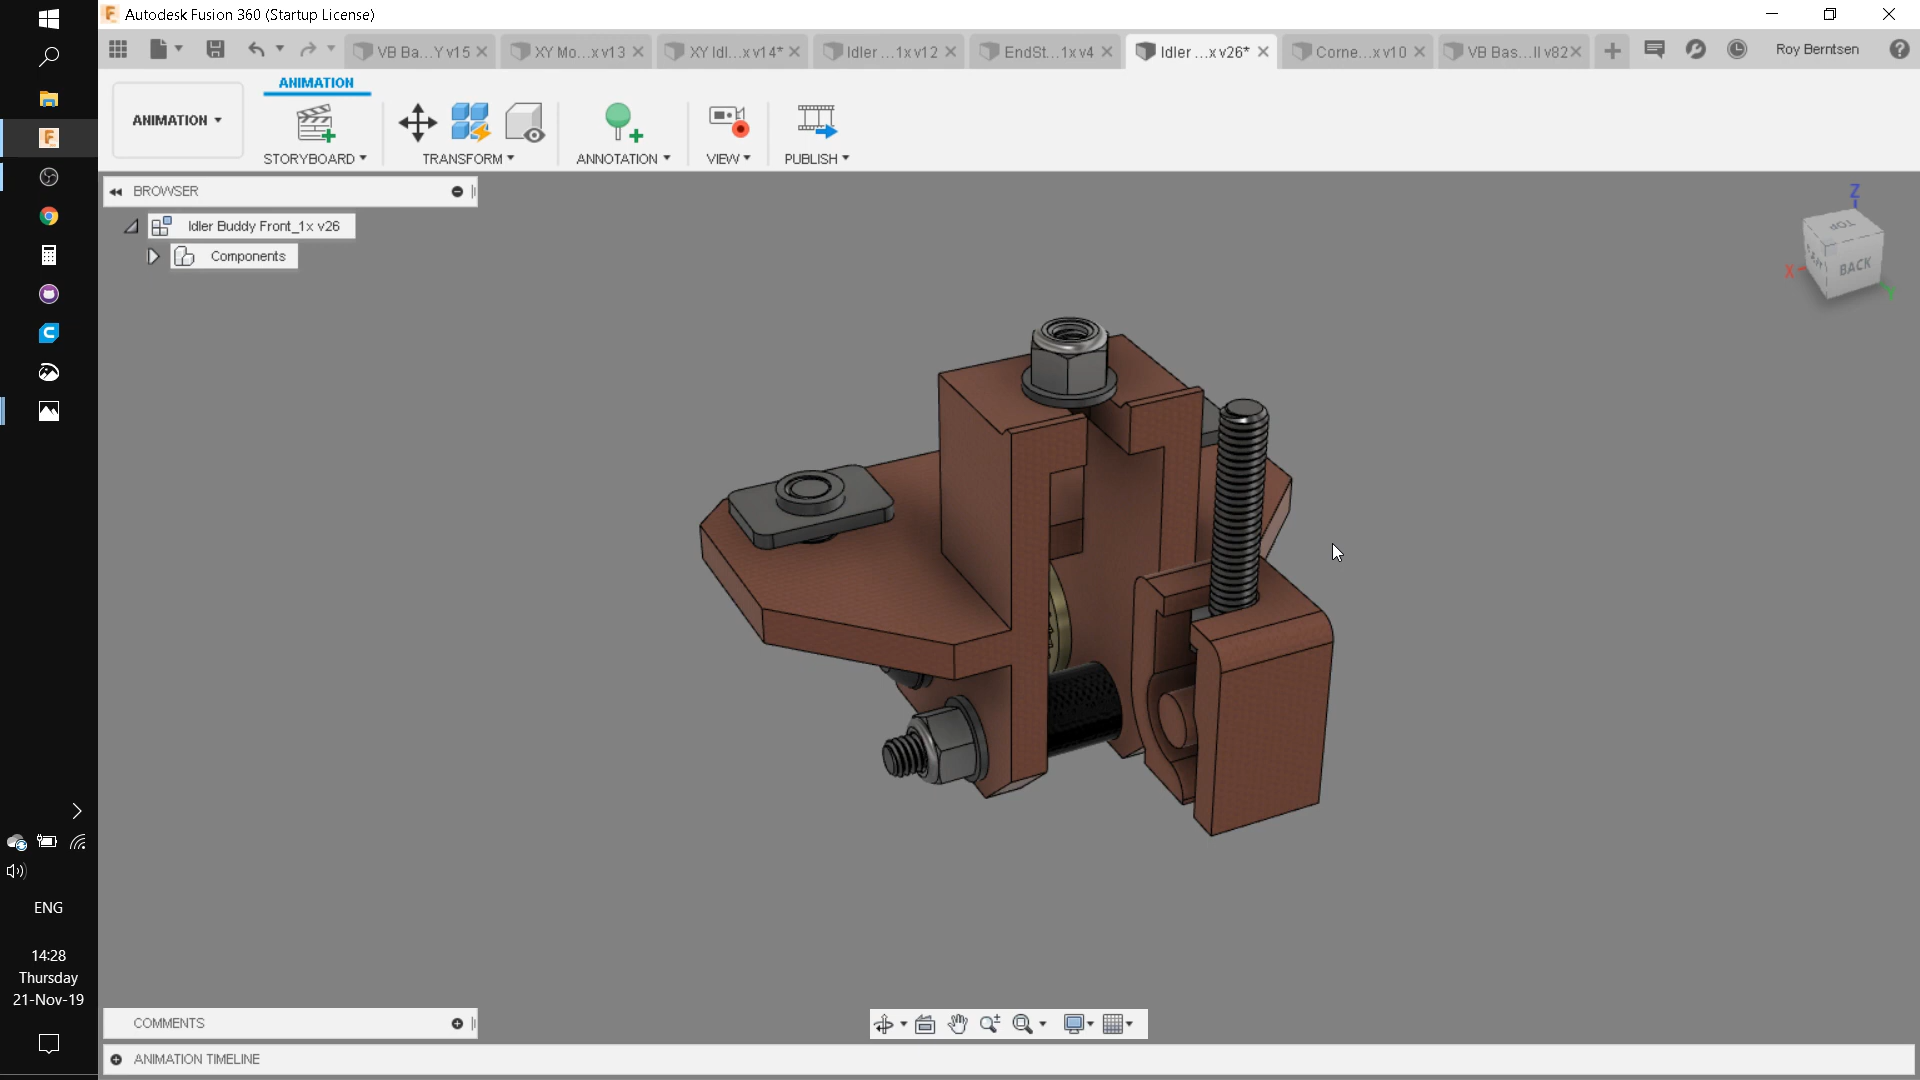 Autodesk Fusion 360 (Startup License)
VB Ba...Y v15
XY Mo...x v13
XY Idl...x v14*
Idler ...1x v12
EndSt...1x v4
Idler ...x v26*
Corne...x v10
VB Bas...ll v82
Roy Berntsen
ANIMATION
ANIMATION
STORYBOARD
TRANSFORM
ANNOTATION
VIEW
PUBLISH
BROWSER
Idler Buddy Front_1x v26
Components
Z
TOP
BACK
X
Y
ENG
14:28
Thursday
21-Nov-19
COMMENTS
ANIMATION TIMELINE